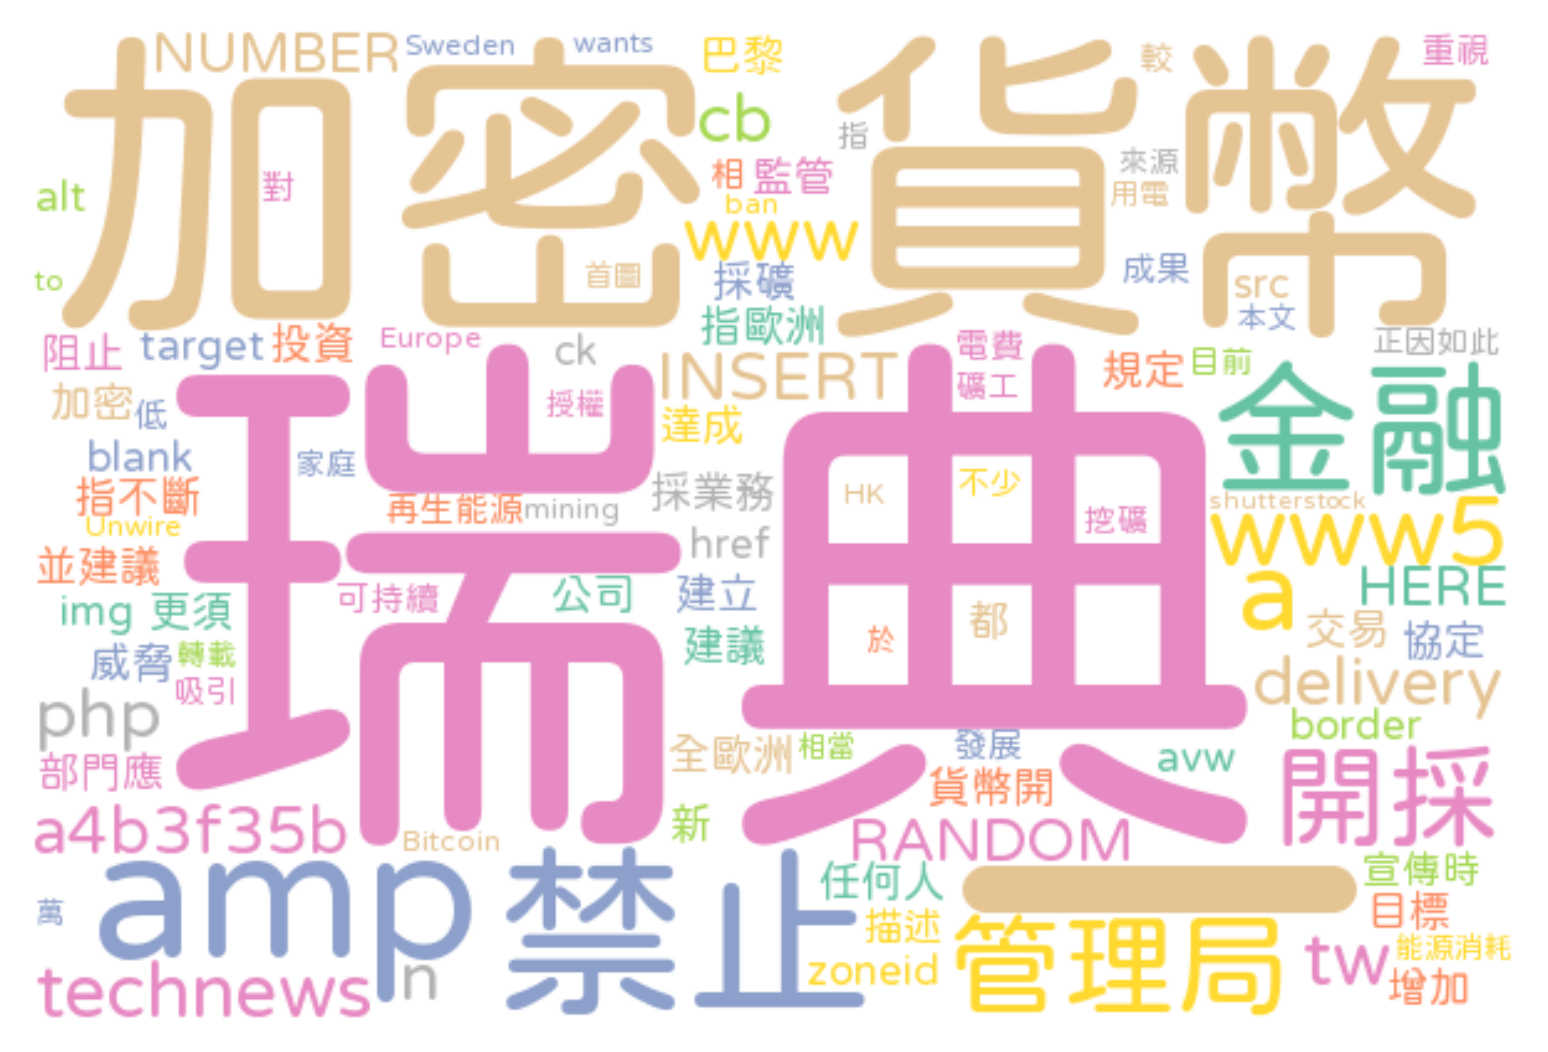 加密貨幣
NUMBER
Sweden
wants
巴黎
較
重視
cb
指
對
alt
相
監管
來源
用電
ban
www
to
首圖
採礦
成果
src
本文
指歐洲
阻止
target
投資
Europe
ck
電費
正因如此
INSERT
礦工
規定
目前
加密
低
授權
達成
金融
blank
家庭
瑞典
指不斷
再生能源
mining
採業務
HK
不少
shutterstock
Unwire
挖礦
www5
並建議
href
可持續
公司
建立
a
HERE
img
更須
都
交易
協定
威脅
轉載
建議
於
吸引
delivery
php
border
部門應
全歐洲
相當
發展
avw
貨幣開
開採
a4b3f35b
Bitcoin
新
RANDOM
amp
禁止
任何人
宣傳時
萬
描述
目標
管理局
technews
n
zoneid
tw
能源消耗
增加